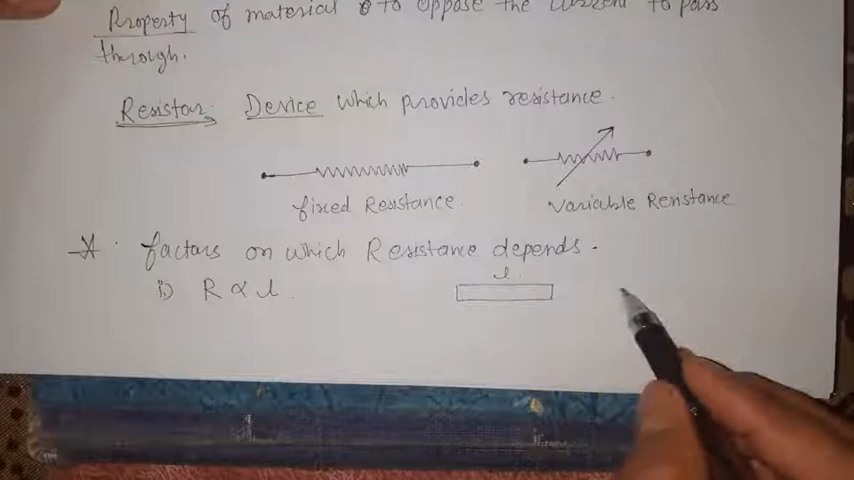 Property of material to oppose the current to pass
through.
Resistor: Device which provides resistance.
fixed Resistance.
Variable Resistance
* factors on which Resistance depends.
l
i) R ∝ l.